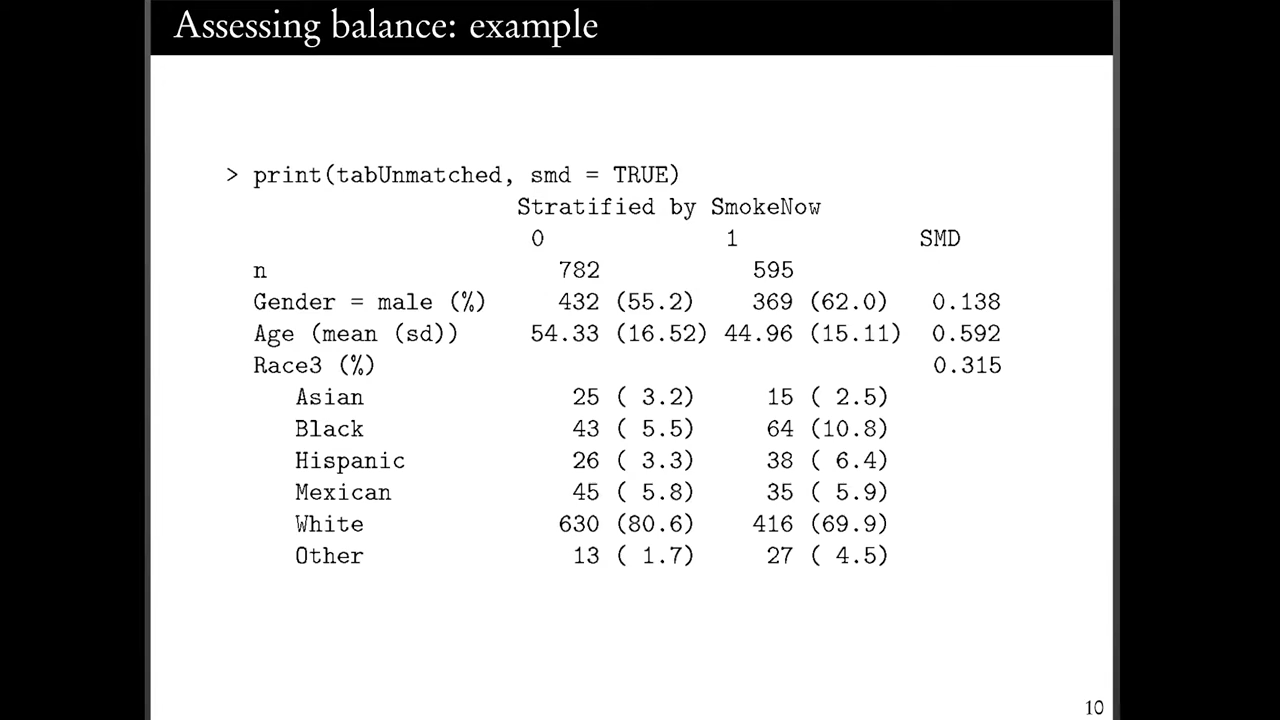 Assessing balance: example
> print(tabUnmatched, smd = TRUE)
Stratified by SmokeNow
0 1 SMD
n 782 595
Gender = male (%) 432 (55.2) 369 (62.0) 0.138
Age (mean (sd)) 54.33 (16.52) 44.96 (15.11) 0.592
Race3 (%) 0.315
Asian 25 ( 3.2) 15 ( 2.5)
Black 43 ( 5.5) 64 (10.8)
Hispanic 26 ( 3.3) 38 ( 6.4)
Mexican 45 ( 5.8) 35 ( 5.9)
White 630 (80.6) 416 (69.9)
Other 13 ( 1.7) 27 ( 4.5)
10